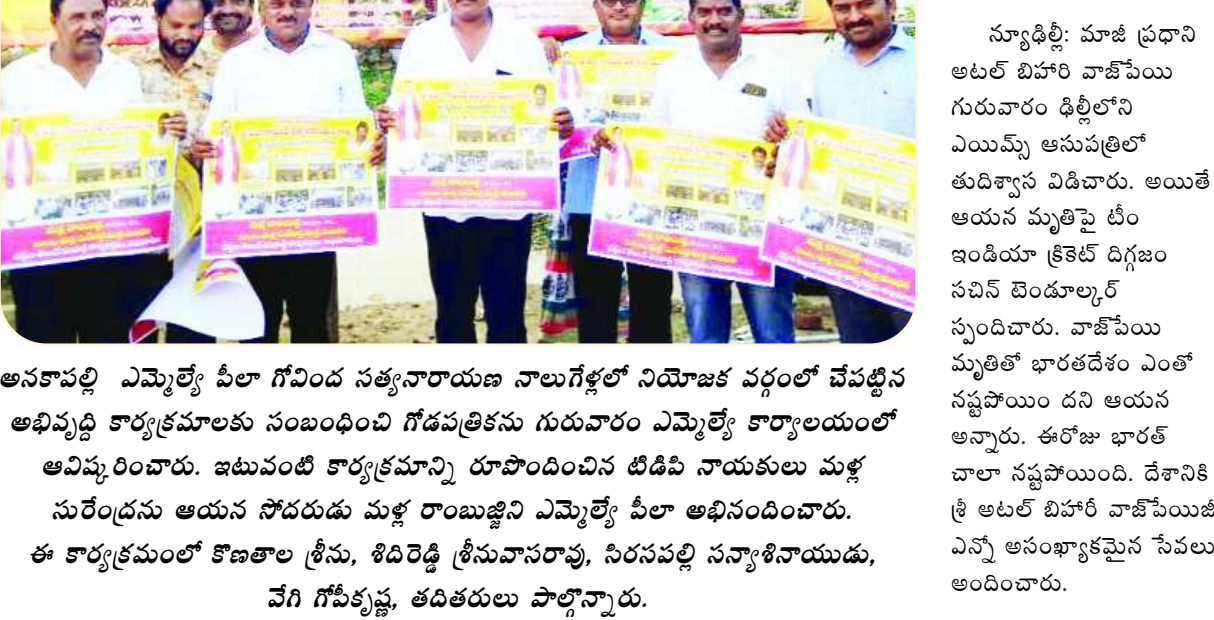 అనకాపల్లి ఎమ్మెల్యే పీలా గోవింద సత్యనారాయణ నాలుగేళ్లలో నియోజక వర్గంలో చేపట్టిన
అభివృద్ధి కార్యక్రమాలకు సంబంధించి గోడపత్రికను గురువారం ఎమ్మెల్యే కార్యాలయంలో
ఆవిష్కరించారు. ఇటువంటి కార్యక్రమాన్ని రూపొందించిన టిడిపి నాయకులు మళ్ల
సురేంద్రను ఆయన సోదరుడు మళ్ల రాంబుజ్జిని ఎమ్మెల్యే పీలా అభినందించారు.
ఈ కార్యక్రమంలో కొణతాల శ్రీను, శిదిరెడ్డి శ్రీనువాసరావు, సిరసపల్లి సన్యాశినాయుడు,
వేగి గోపీకృష్ణ, తదితరులు పాల్గొన్నారు.
న్యూఢిల్లీ: మాజీ ప్రధాని
అటల్ బిహారి వాజ్‌పేయి
గురువారం ఢిల్లీలోని
ఎయిమ్స్ ఆసుపత్రిలో
తుదిశ్వాస విడిచారు. అయితే
ఆయన మృతిపై టీం
ఇండియా క్రికెట్ దిగ్గజం
సచిన్ టెండూల్కర్
స్పందిచారు. వాజ్‌పేయి
మృతితో భారతదేశం ఎంతో
నష్టపోయిం దని ఆయన
అన్నారు. ఈరోజు భారత్
చాలా నష్టపోయింది. దేశానికి
శ్రీ అటల్ బిహారీ వాజ్‌పేయిజీ
ఎన్నో అసంఖ్యాకమైన సేవలు
అందించారు.